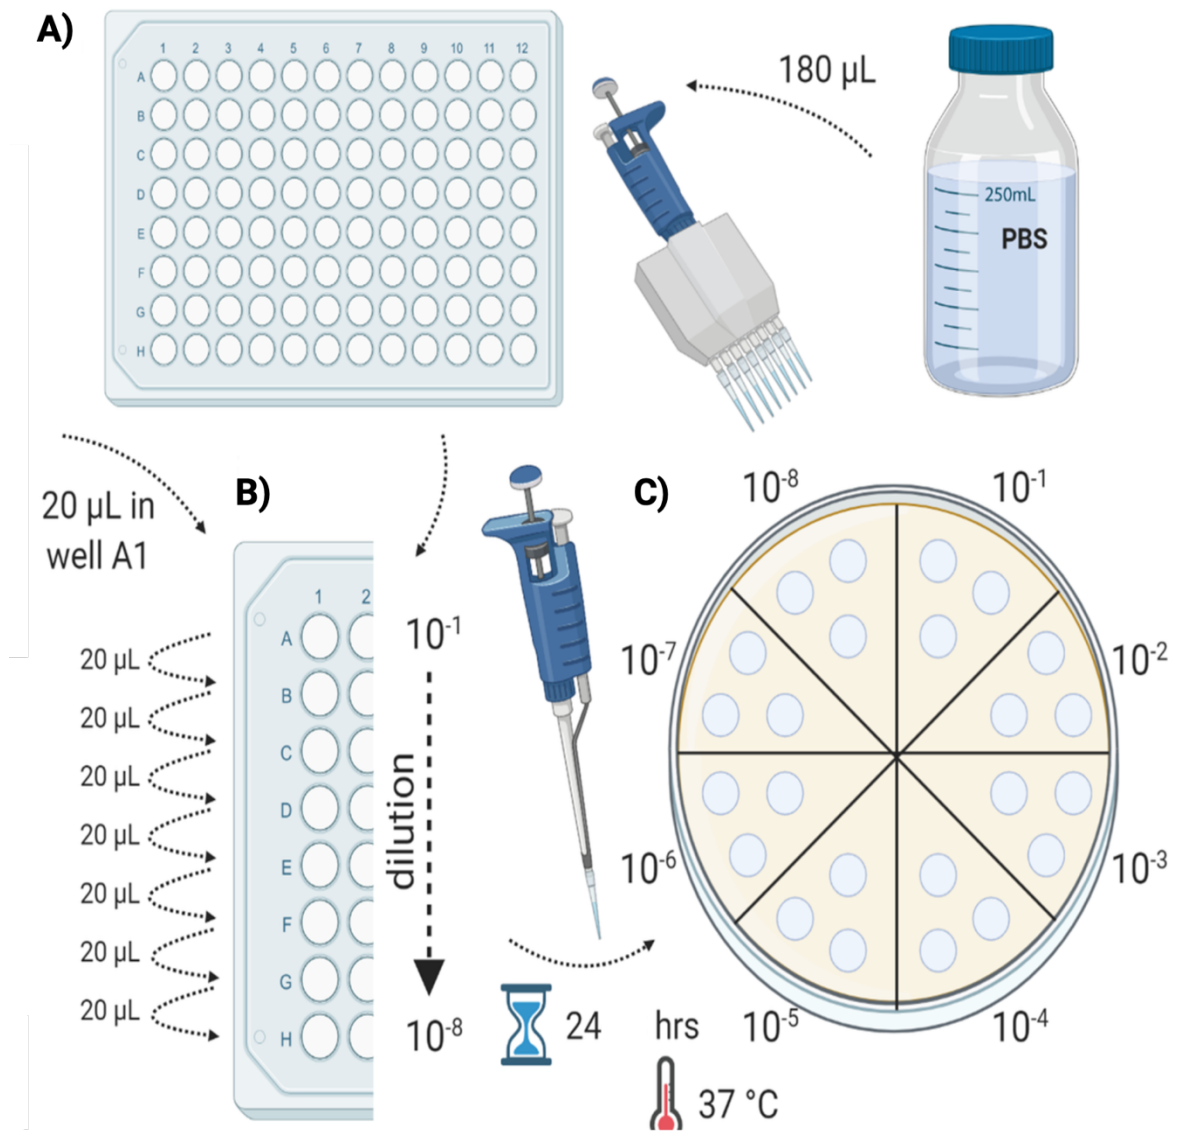 A)
1 2 3 4 5 6 7 8 9 10 11 12
A
B
C
D
E
F
G
H
180 µL
250mL
PBS
20 µL in
well A1
B)
1 2
A
B
C
D
E
F
G
H
20 µL
20 µL
20 µL
20 µL
20 µL
20 µL
20 µL
10-1
dilution
10-8
24 hrs
37 °C
C)
10-8
10-1
10-7
10-2
10-6
10-3
10-5
10-4